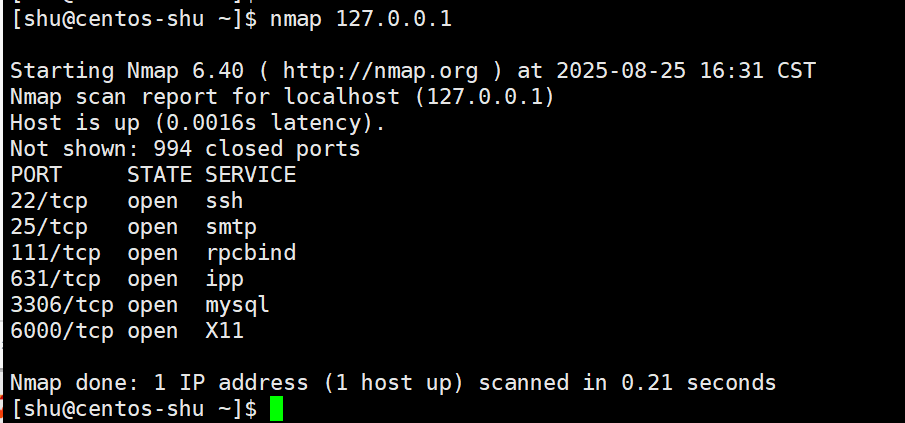 [shu@centos-shu ~]$ nmap 127.0.0.1
Starting Nmap 6.40 ( http://nmap.org ) at 2025-08-25 16:31 CST
Nmap scan report for localhost (127.0.0.1)
Host is up (0.0016s latency).
Not shown: 994 closed ports
PORT     STATE SERVICE
22/tcp   open  ssh
25/tcp   open  smtp
111/tcp  open  rpcbind
631/tcp  open  ipp
3306/tcp open  mysql
6000/tcp open  X11
Nmap done: 1 IP address (1 host up) scanned in 0.21 seconds
[shu@centos-shu ~]$